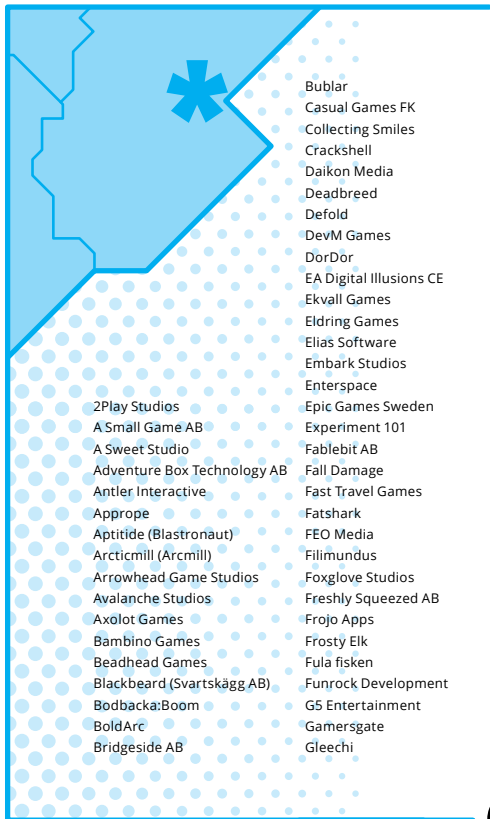 2Play Studios
A Small Game AB
A Sweet Studio
Adventure Box Technology AB
Antler Interactive
Apprope
Aptitide (Blastronaut)
Arcticmill (Arcmill)
Arrowhead Game Studios
Avalanche Studios
Axolot Games
Bambino Games
Beadhead Games
Blackbeard (Svartskägg AB)
Bodbacka:Boom
BoldArc
Bridgeside AB
Bublar
Casual Games FK
Collecting Smiles
Crackshell
Daikon Media
Deadbreed
Defold
DevM Games
DorDor
EA Digital Illusions CE
Ekvall Games
Eldring Games
Elias Software
Embark Studios
Enterspace
Epic Games Sweden
Experiment 101
Fablebit AB
Fall Damage
Fast Travel Games
Fatshark
FEO Media
Filimundus
Foxglove Studios
Freshly Squeezed AB
Frojo Apps
Frosty Elk
Fula fisken
Funrock Development
G5 Entertainment
Gamersgate
Gleechi